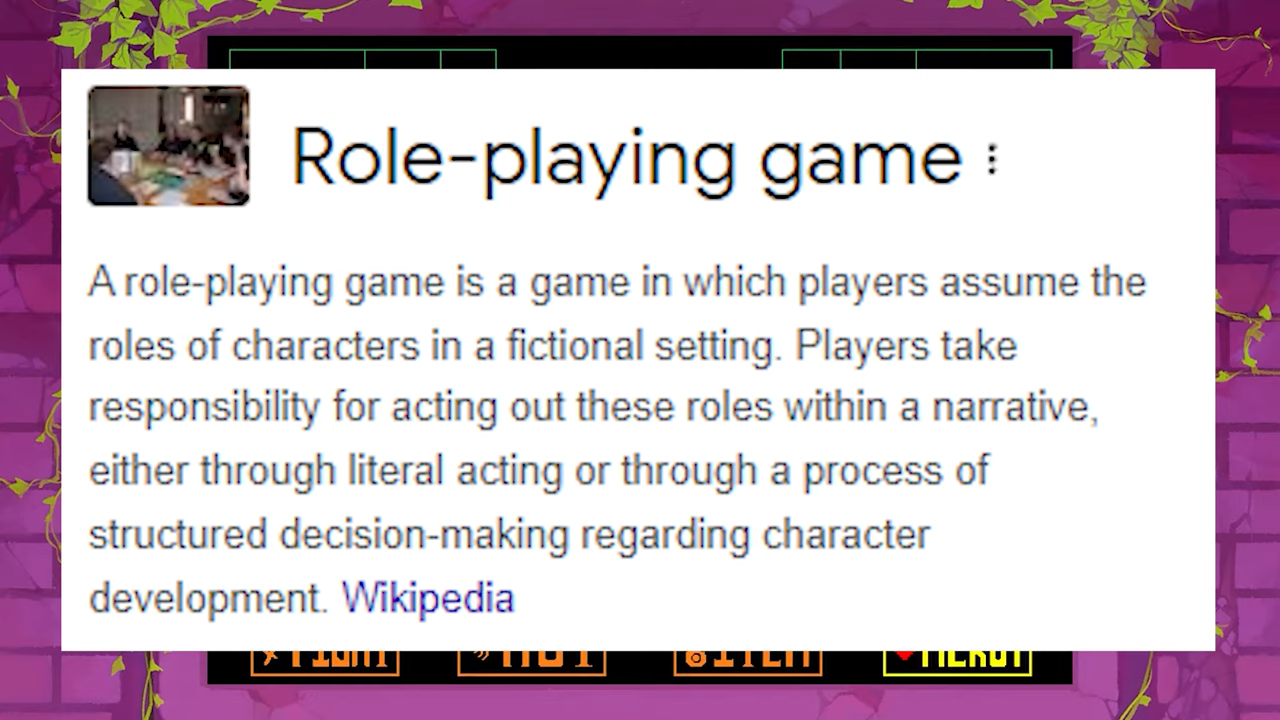 Role-playing game
A role-playing game is a game in which players assume the
roles of characters in a fictional setting. Players take
responsibility for acting out these roles within a narrative,
either through literal acting or through a process of
structured decision-making regarding character
development. Wikipedia
FIGHT ACT ITEM MERCY